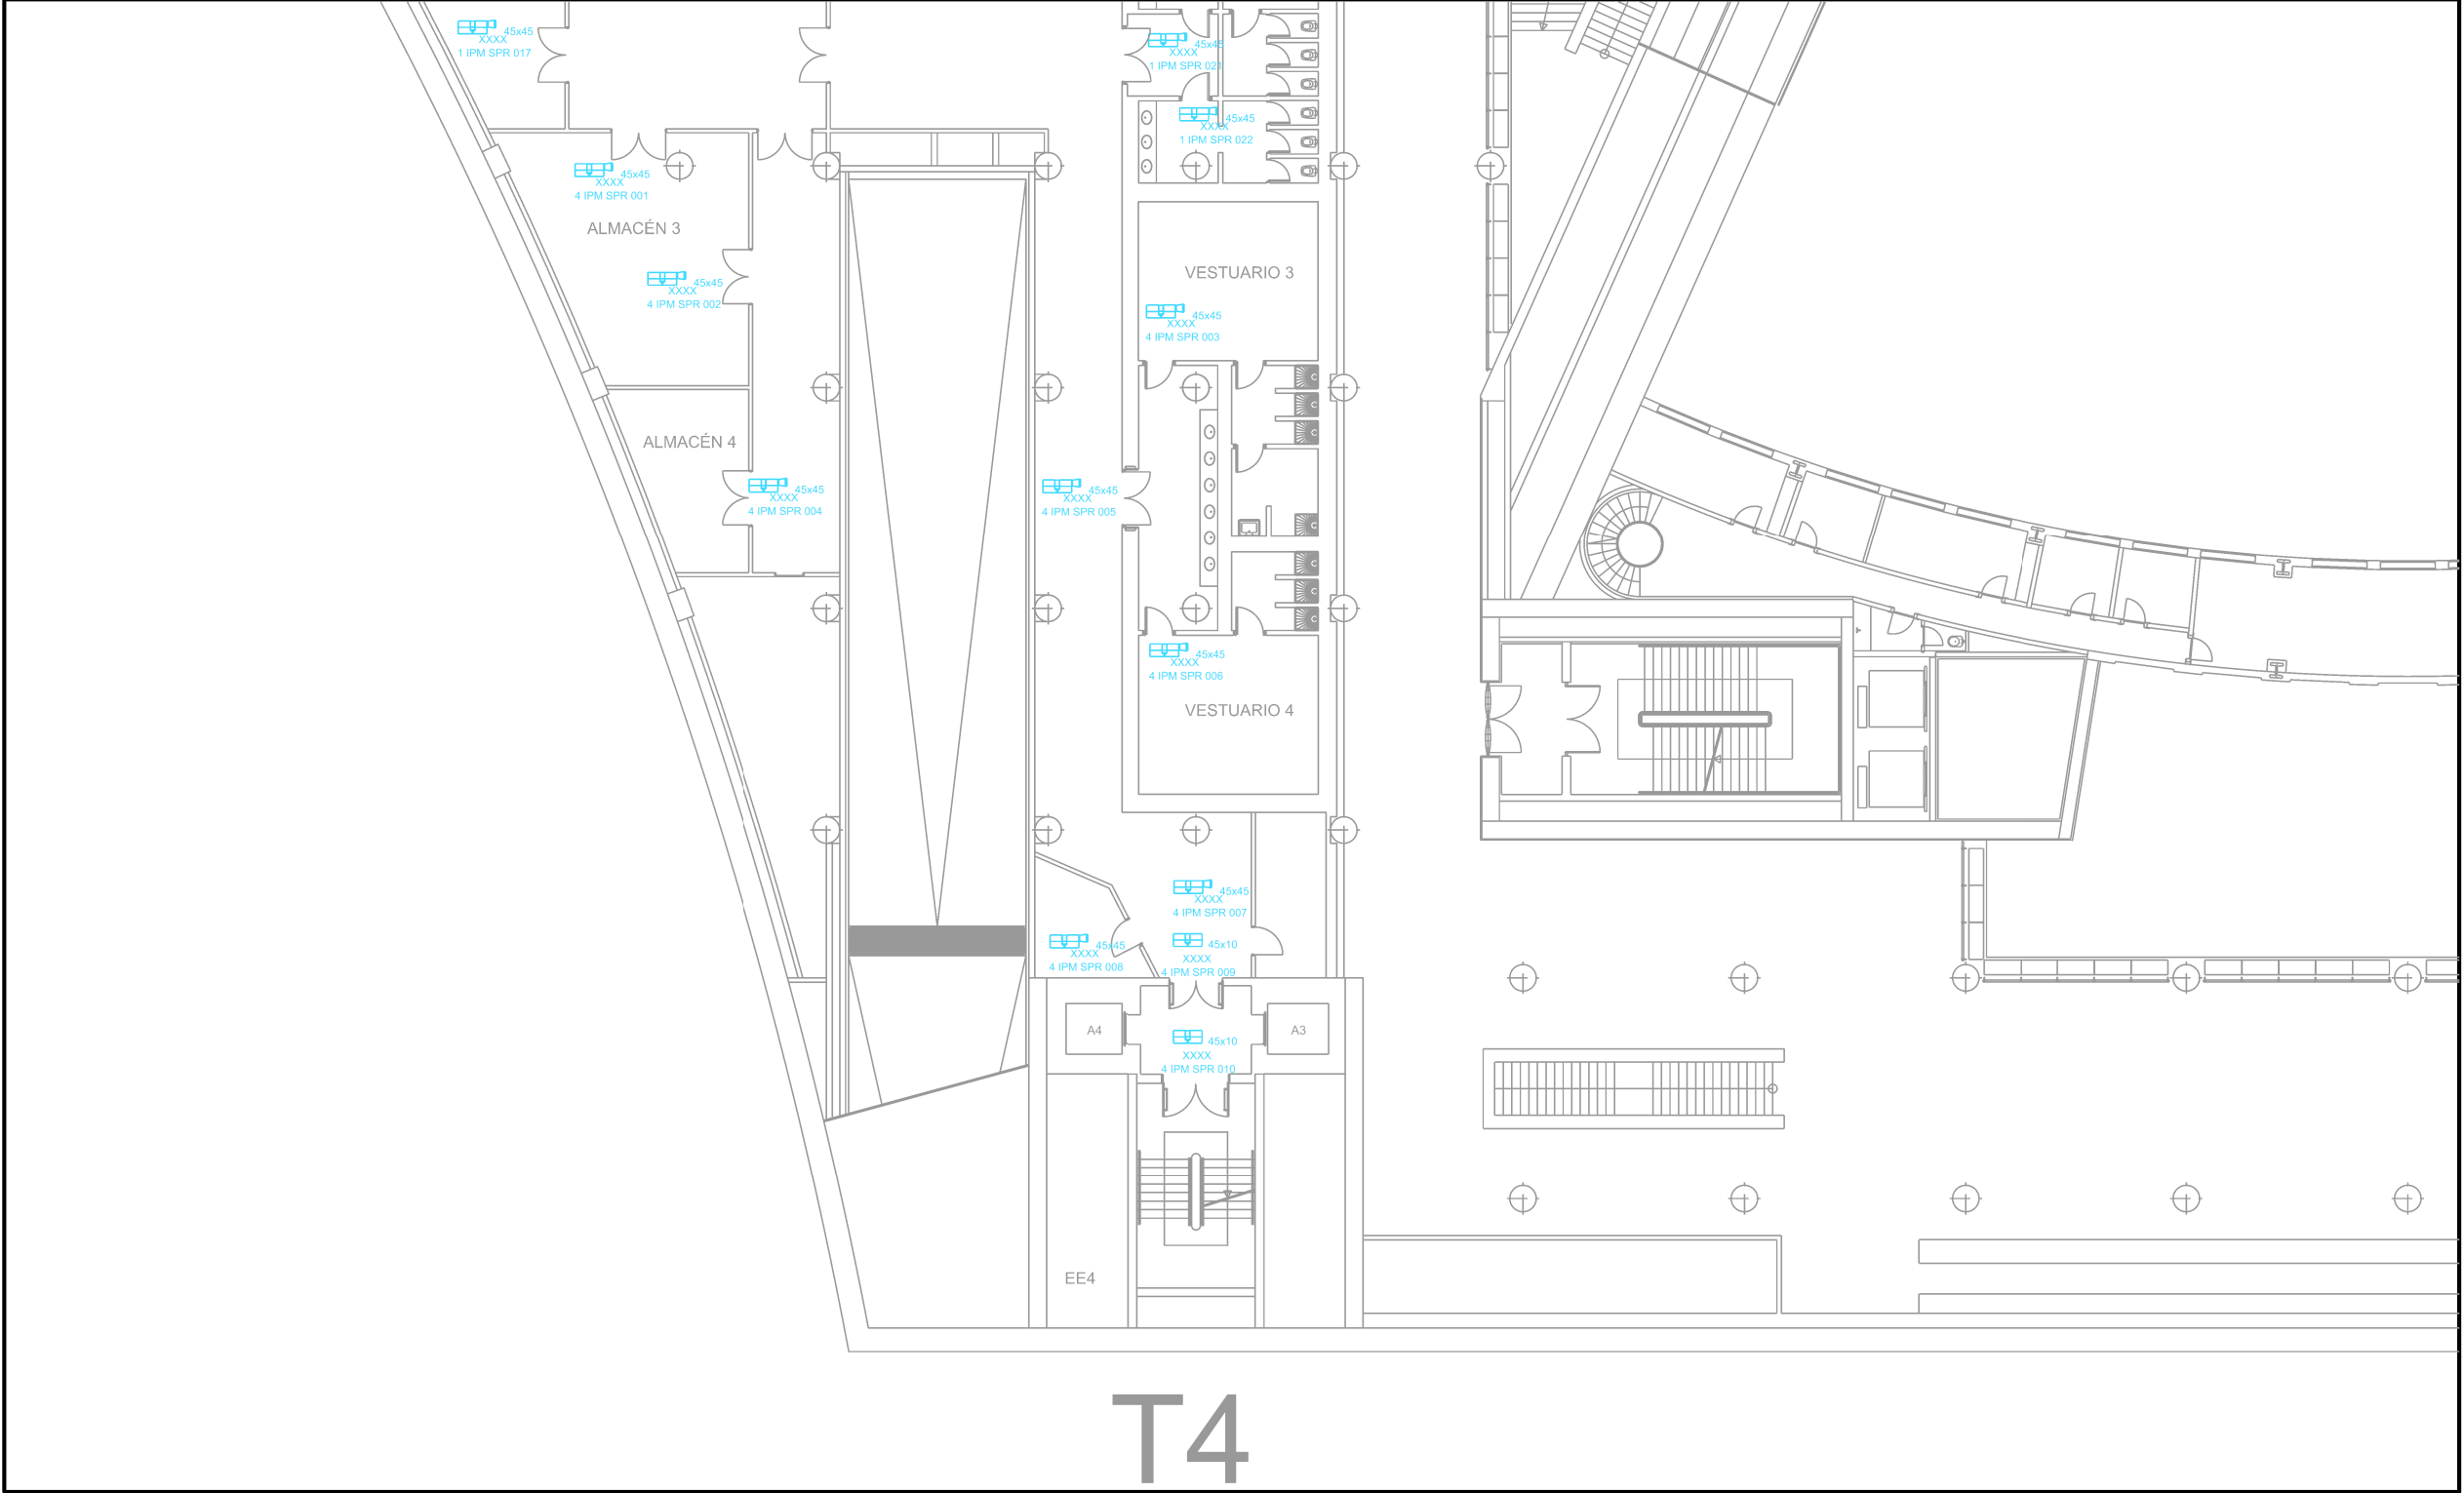 45x45
XXXX
1 IPM SPR 017
45x45
XXXX
1 IPM SPR 021
45x45
XXXX
1 IPM SPR 022
45x45
XXXX
4 IPM SPR 001
ALMACÉN 3
45x45
XXXX
4 IPM SPR 002
VESTUARIO 3
45x45
XXXX
4 IPM SPR 003
ALMACÉN 4
45x45
XXXX
4 IPM SPR 004
45x45
XXXX
4 IPM SPR 005
45x45
XXXX
4 IPM SPR 006
VESTUARIO 4
45x45
XXXX
4 IPM SPR 007
45x45
XXXX
4 IPM SPR 008
45x10
XXXX
4 IPM SPR 009
A4
A3
45x10
XXXX
4 IPM SPR 010
EE4
T4